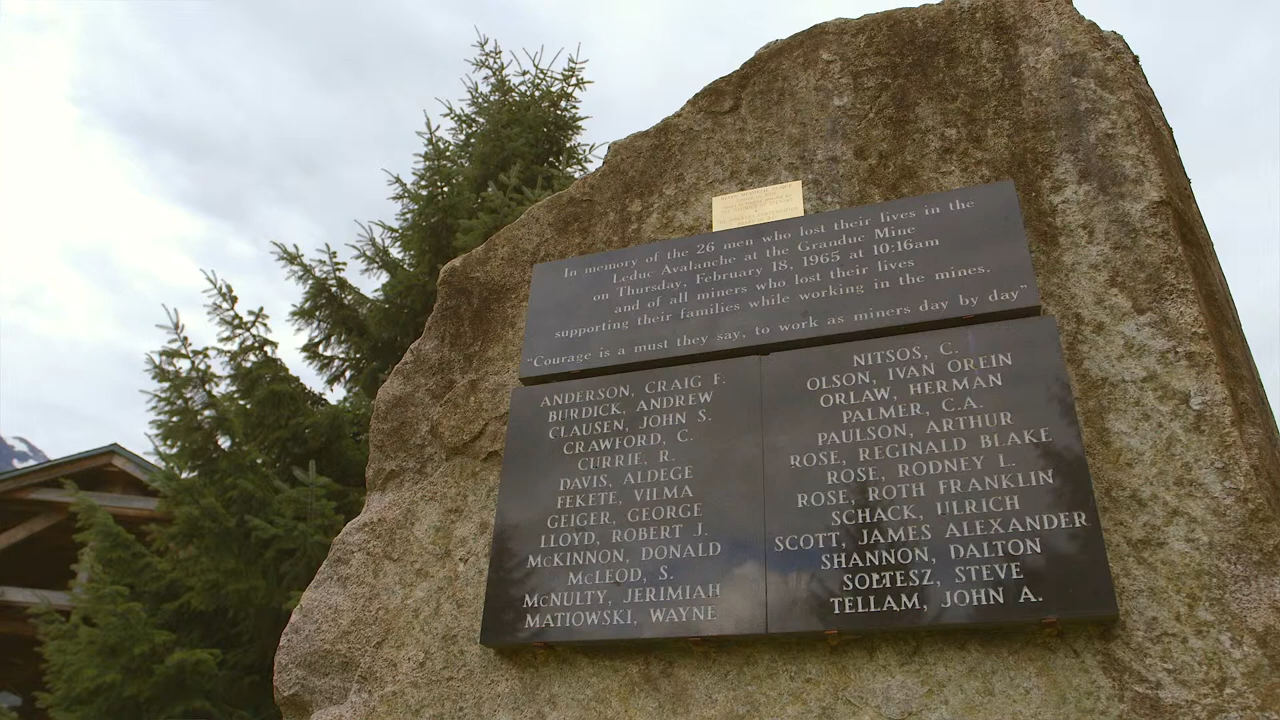 In memory of the 26 men who lost their lives in the
Leduc Avalanche at the Granduc Mine
on Thursday, February 18, 1965 at 10:16am
and of all miners who lost their lives
supporting their families while working in the mines.
"Courage is a must they say, to work as miners day by day"
ANDERSON, CRAIG F.
BURDICK, ANDREW
CLAUSEN, JOHN S.
CRAWFORD, C.
CURRIE, R.
DAVIS, ALDEGE
FEKETE, VILMA
GEIGER, GEORGE
LLOYD, ROBERT J.
McKINNON, DONALD
McLEOD, S.
McNULTY, JERIMIAH
MATIOWSKI, WAYNE
NITSOS, C.
OLSON, IVAN OREIN
ORLAW, HERMAN
PALMER, C.A.
PAULSON, ARTHUR
ROSE, REGINALD BLAKE
ROSE, RODNEY L.
ROSE, ROTH FRANKLIN
SCHACK, ULRICH
SCOTT, JAMES ALEXANDER
SHANNON, DALTON
SOLTESZ, STEVE
TELLAM, JOHN A.